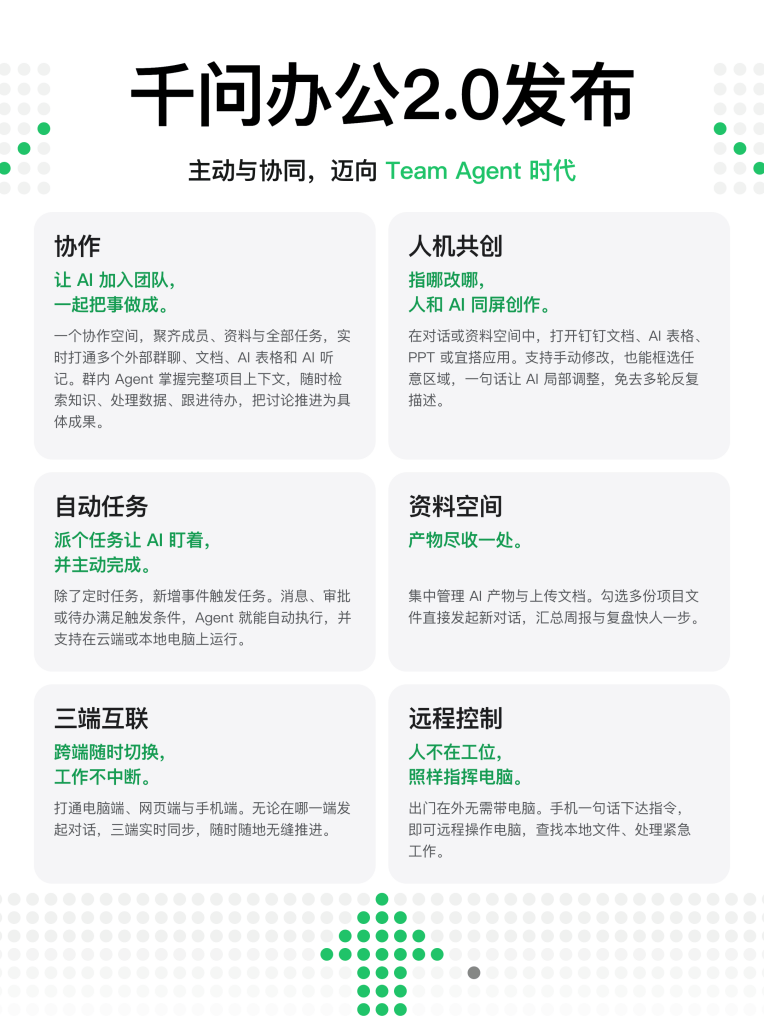 千问办公2.0发布
主动与协同，迈向 Team Agent 时代
协作
让 AI 加入团队，
一起把事做成。
一个协作空间，聚齐成员、资料与全部任务，实
时打通多个外部群聊、文档、AI 表格和 AI 听
记。群内 Agent 掌握完整项目上下文，随时检
索知识、处理数据、跟进待办，把讨论推进为具
体成果。
人机共创
指哪改哪，
人和 AI 同屏创作。
在对话或资料空间中，打开钉钉文档、AI 表格、
PPT 或宜搭应用。支持手动修改，也能框选任
意区域，一句话让 AI 局部调整，免去多轮反复
描述。
自动任务
派个任务让 AI 盯着，
并主动完成。
除了定时任务，新增事件触发任务。消息、审批
或待办满足触发条件，Agent 就能自动执行，并
支持在云端或本地电脑上运行。
资料空间
产物尽收一处。
集中管理 AI 产物与上传文档。勾选多份项目文
件直接发起新对话，汇总周报与复盘快人一步。
三端互联
跨端随时切换，
工作不中断。
打通电脑端、网页端与手机端。无论在哪一端发
起对话，三端实时同步，随时随地无缝推进。
远程控制
人不在工位，
照样指挥电脑。
出门在外无需带电脑。手机一句话下达指令，
即可远程操作电脑，查找本地文件、处理紧急
工作。